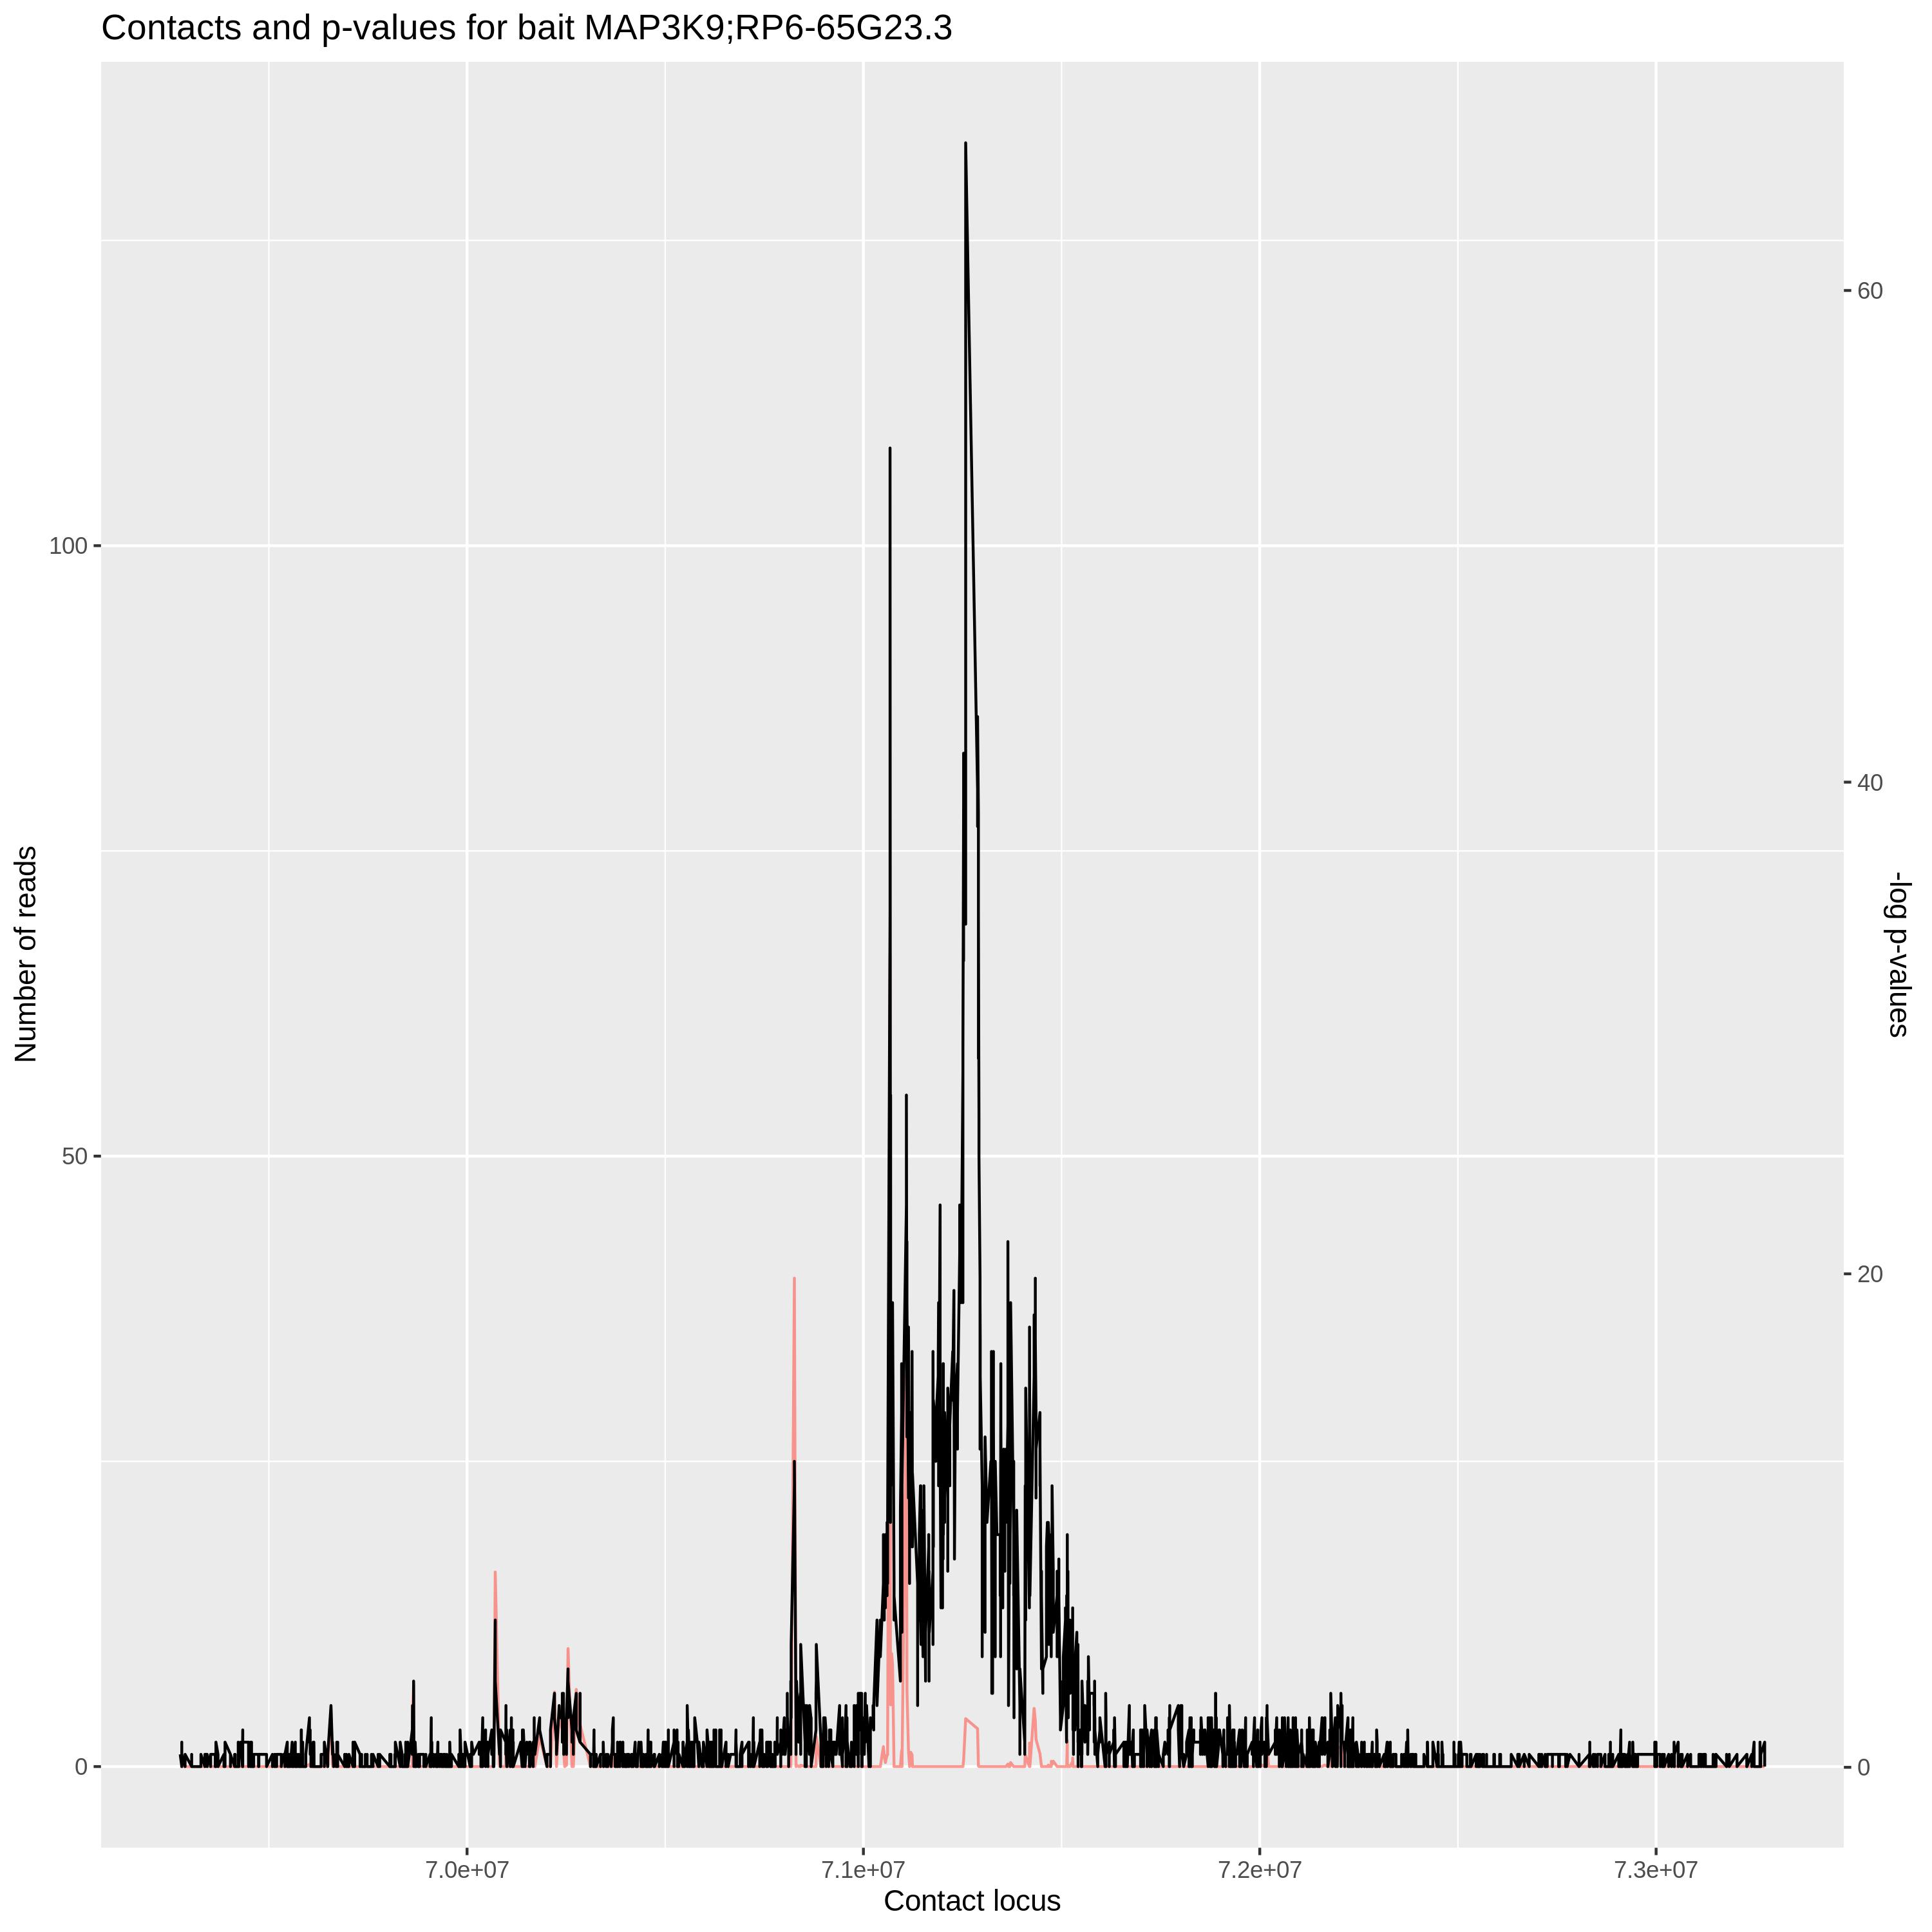 Contacts and p-values for bait MAP3K9;RP6-65G23.3
Number of reads
100
50
0
60
40
20
0
-log p-values
7.0e+07
7.1e+07
7.2e+07
7.3e+07
Contact locus